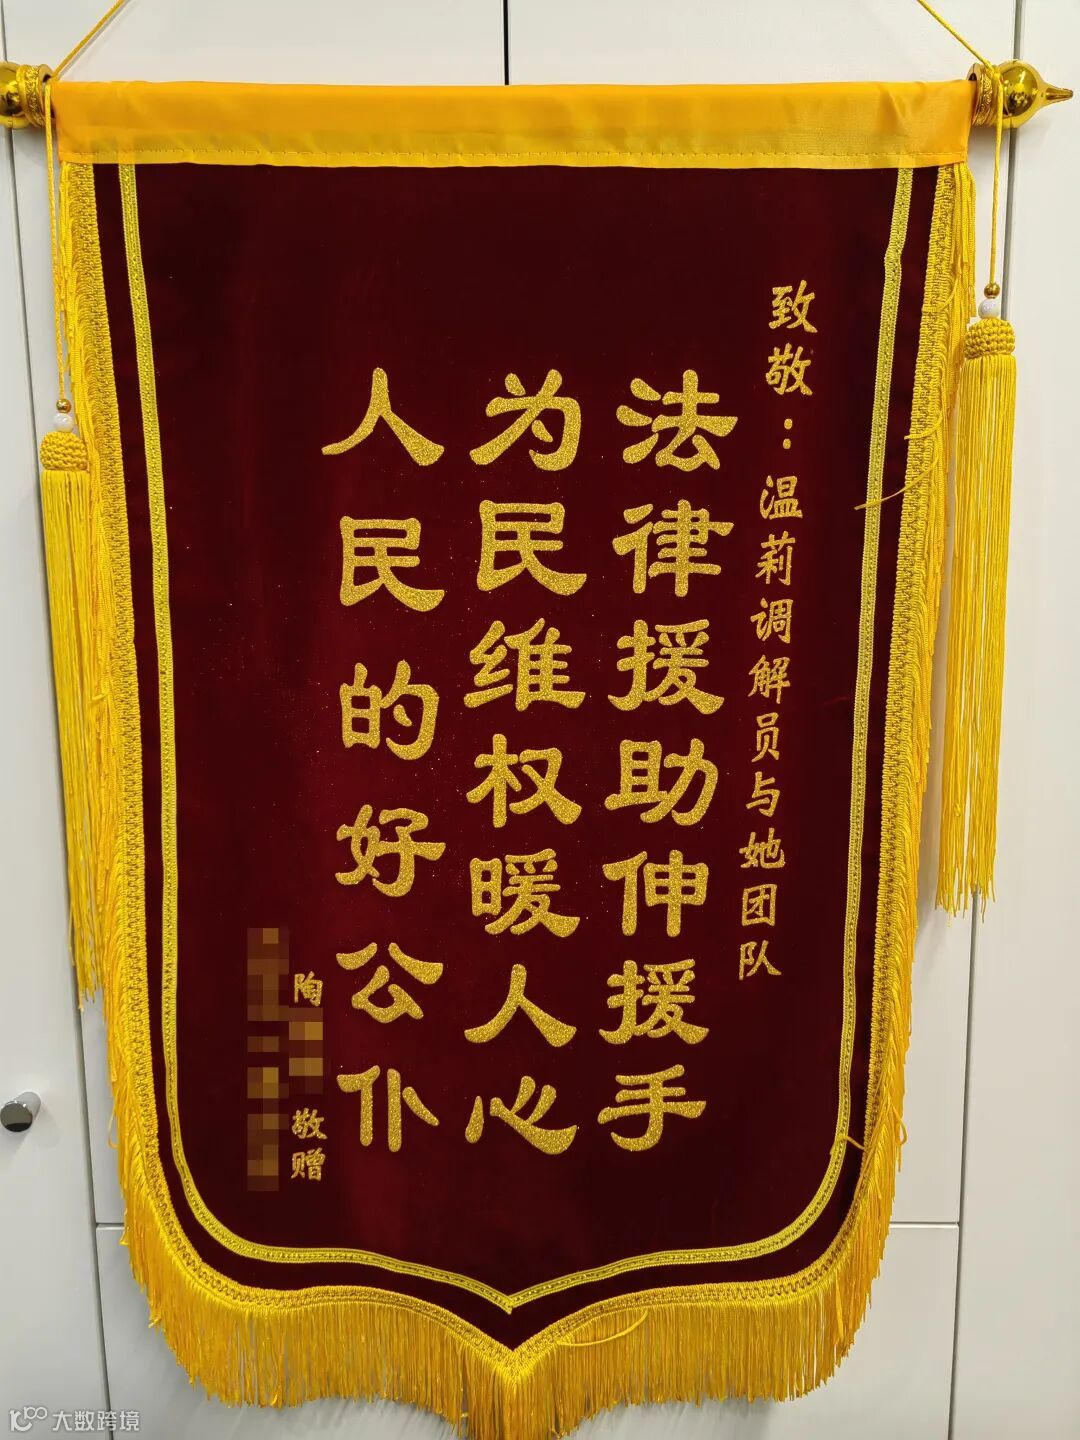 致敬：温莉调解员与她团队
法律援助伸援手
为民维权暖人心
人民的好公仆
陶 敬赠
大数跨境